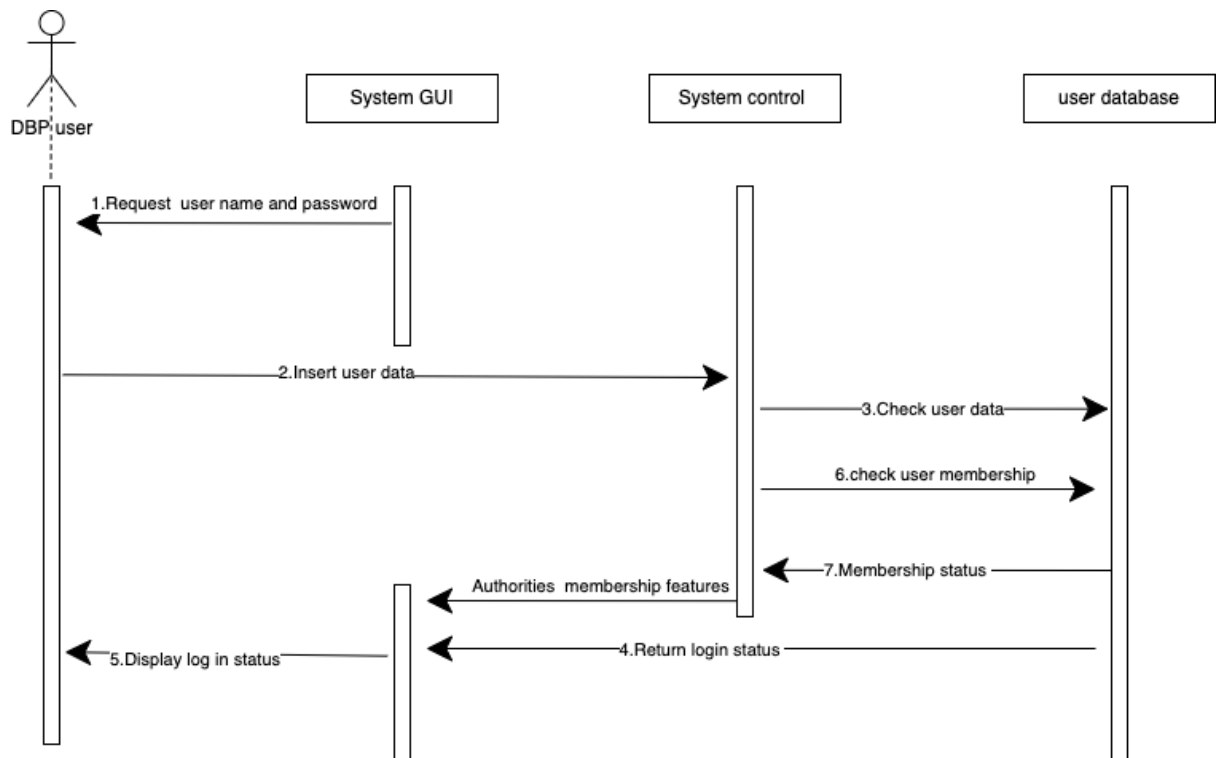 DBP user
System GUI
System control
user database
1.Request user name and password
2.Insert user data
3.Check user data
6.check user membership
7.Membership status
Authorities membership features
4.Return login status
5.Display log in status